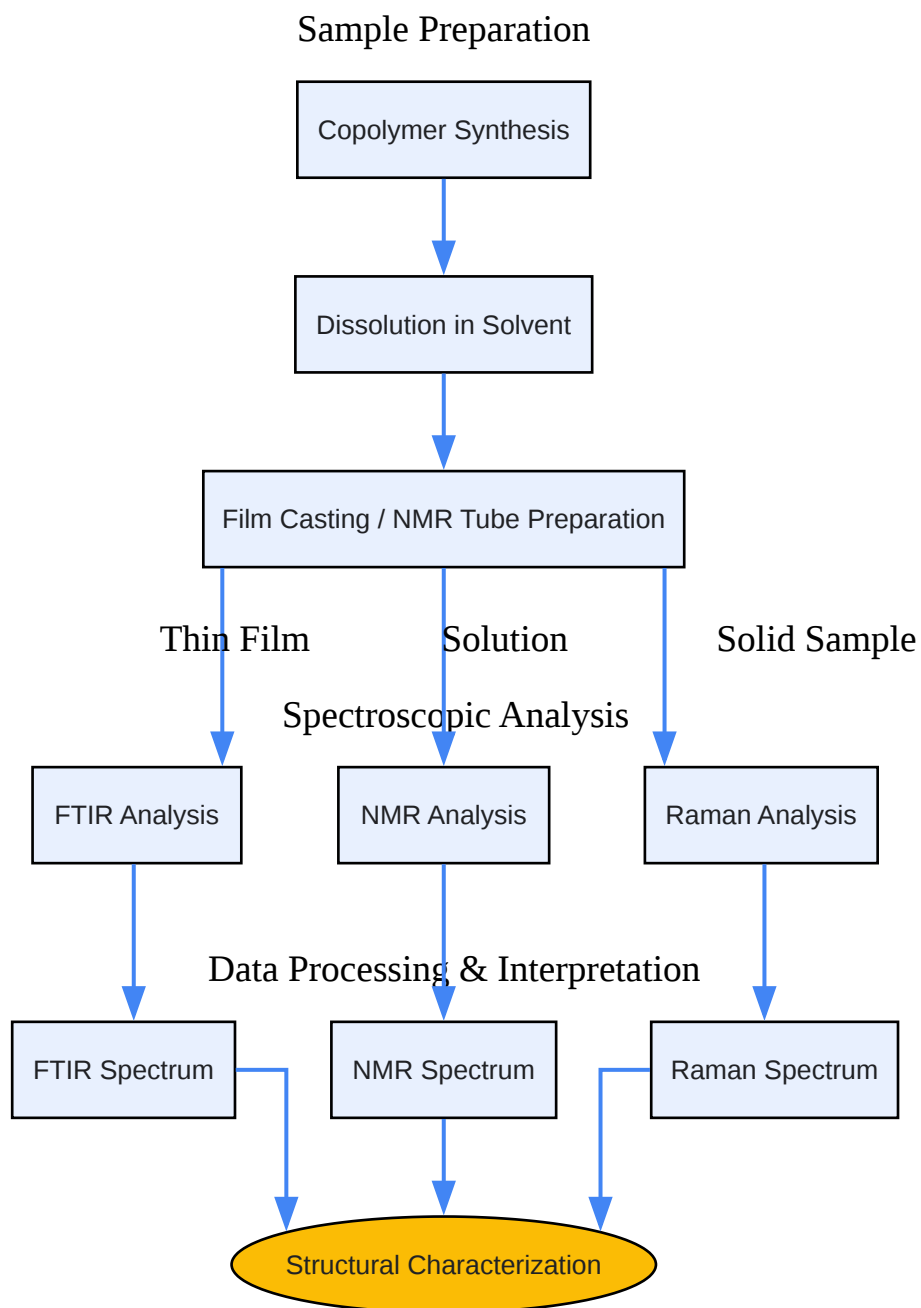 Sample Preparation
Copolymer Synthesis
Dissolution in Solvent
Film Casting / NMR Tube Preparation
Thin Film
Solution
Solid Sample
Spectroscopic Analysis
FTIR Analysis
NMR Analysis
Raman Analysis
Data Processing & Interpretation
FTIR Spectrum
NMR Spectrum
Raman Spectrum
Structural Characterization